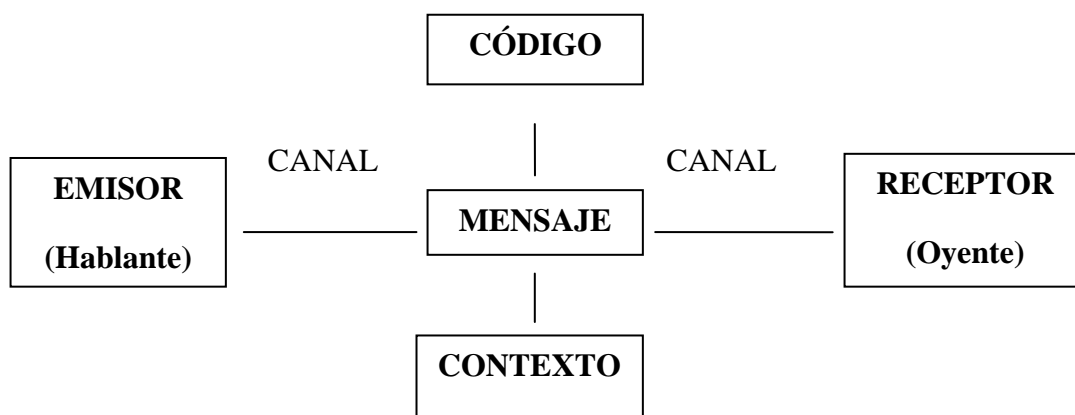 CÓDIGO
CANAL
CANAL
EMISOR
(Hablante)
MENSAJE
RECEPTOR
(Oyente)
CONTEXTO